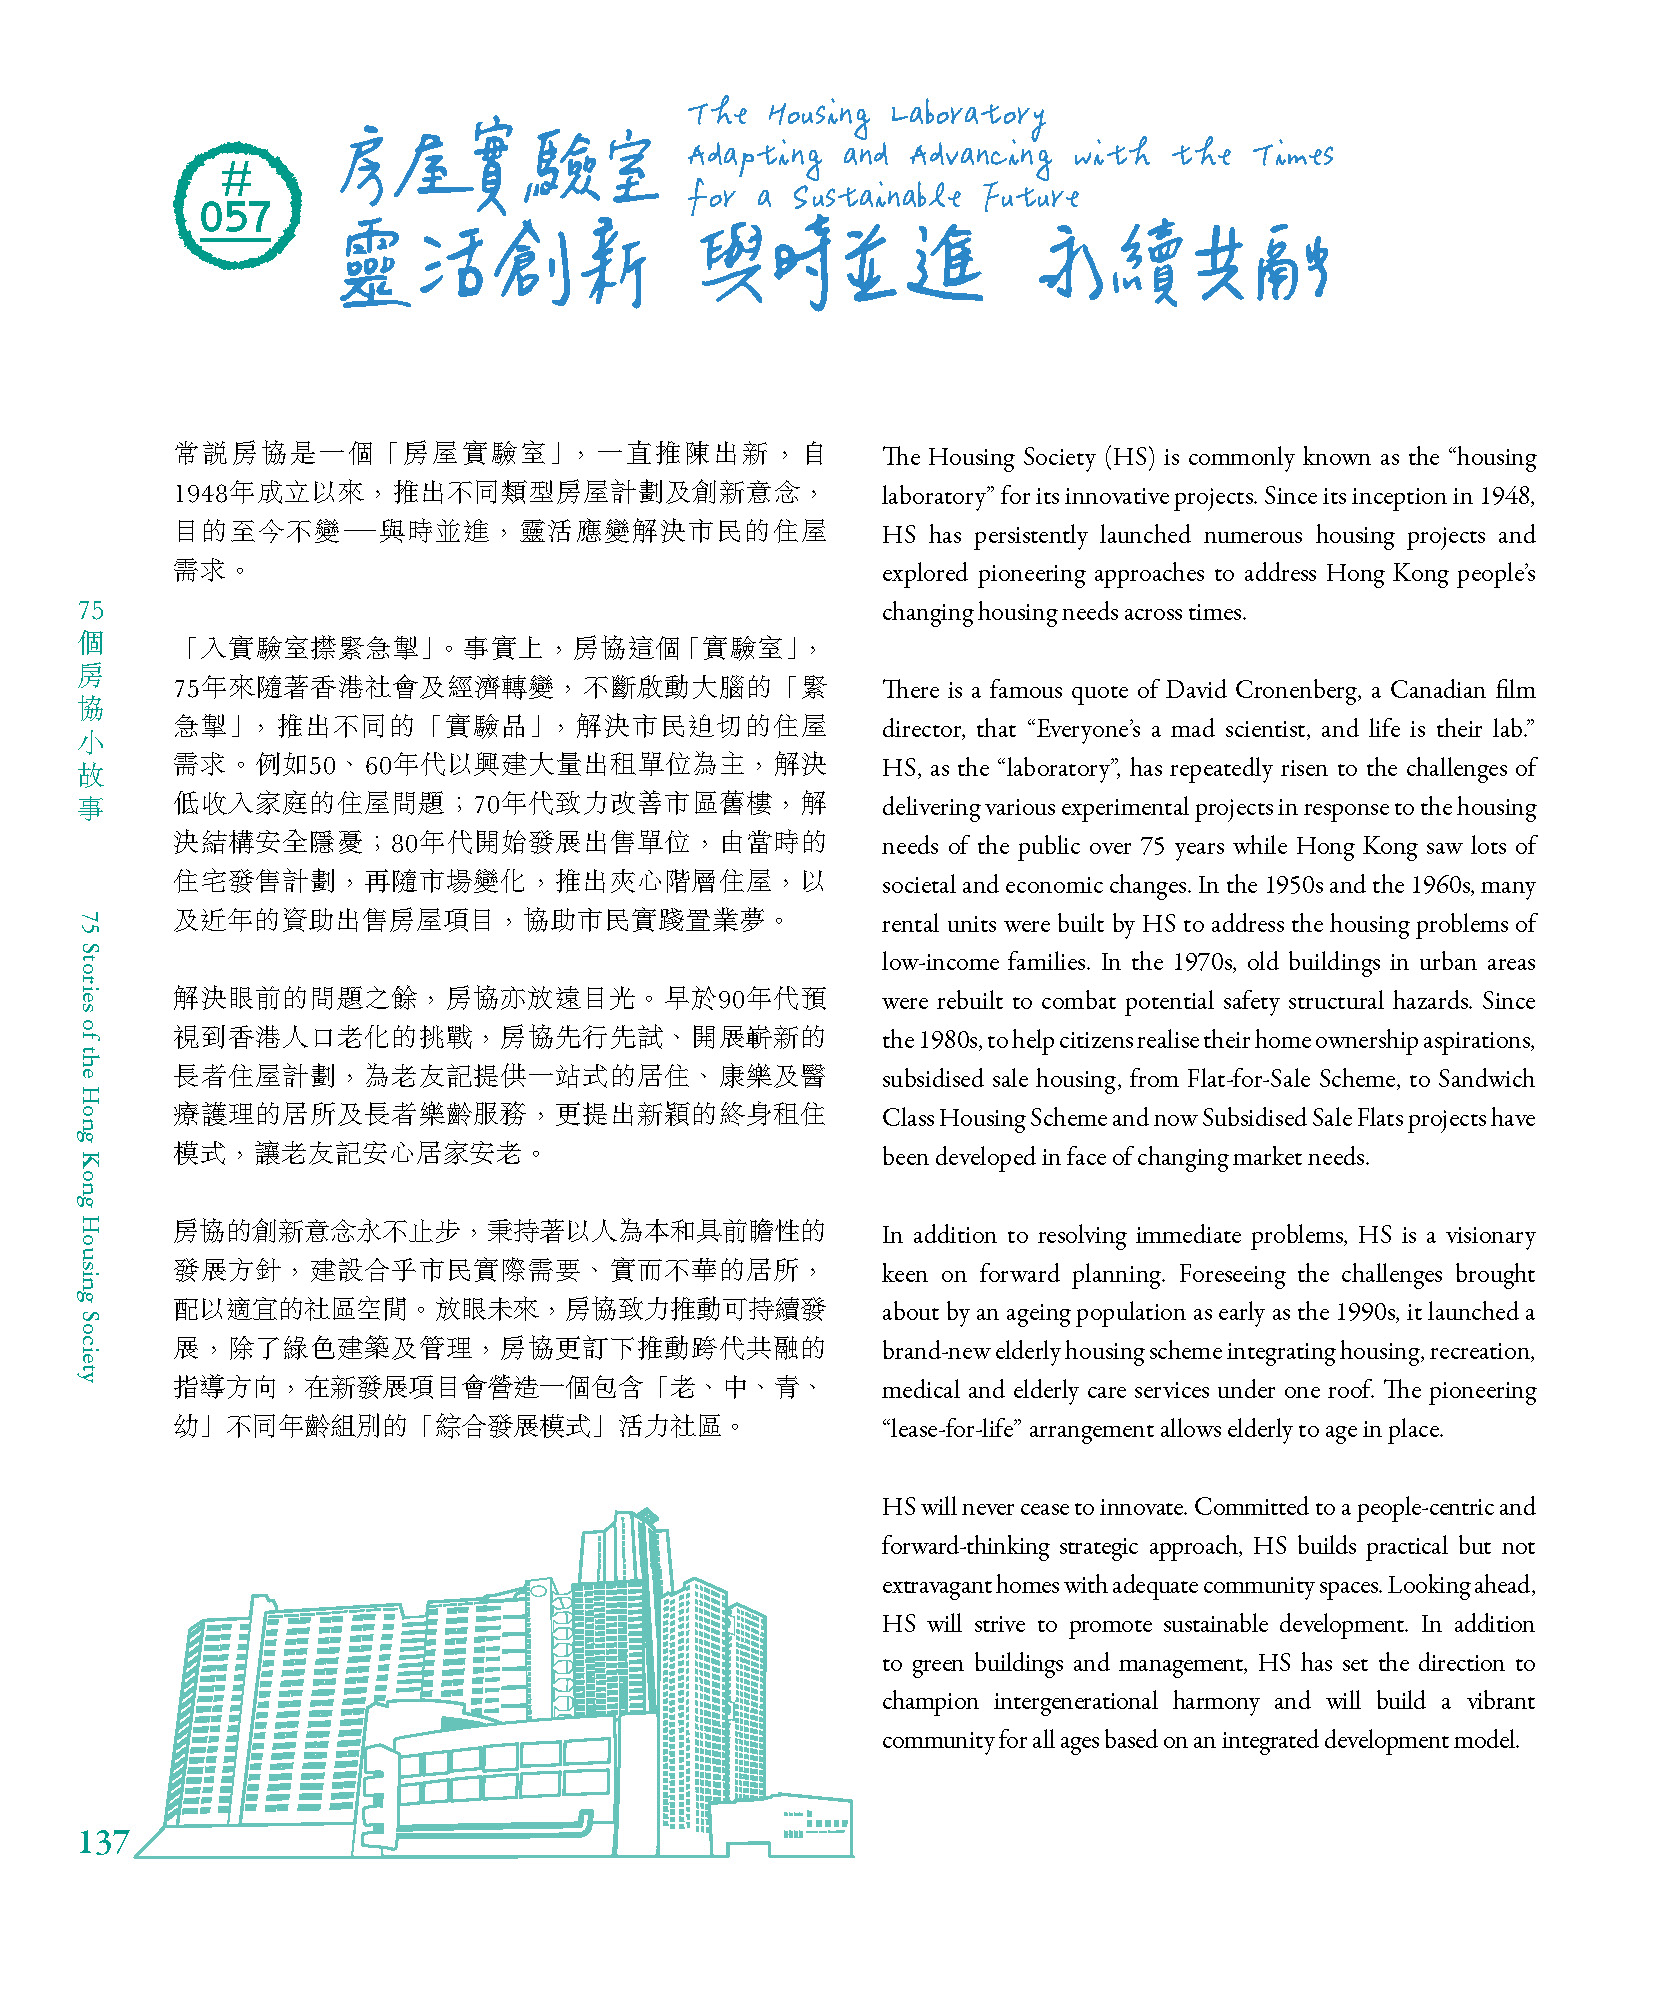 #
057
房屋實驗室
The Housing Laboratory
Adapting and Advancing with the Times
for a Sustainable Future
靈活創新 與時並進 永續共融
常説房協是一個「房屋實驗室」，一直推陳出新，自
1948年成立以來，推出不同類型房屋計劃及創新意念，
目的至今不變──與時並進，靈活應變解決市民的住屋
需求。
「入實驗室㩒緊急掣」。事實上，房協這個「實驗室」，
75年來隨著香港社會及經濟轉變，不斷啟動大腦的「緊
急掣」，推出不同的「實驗品」，解決市民迫切的住屋
需求。例如50、60年代以興建大量出租單位為主，解決
低收入家庭的住屋問題；70年代致力改善市區舊樓，解
決結構安全隱憂；80年代開始發展出售單位，由當時的
住宅發售計劃，再隨市場變化，推出夾心階層住屋，以
及近年的資助出售房屋項目，協助市民實踐置業夢。
解決眼前的問題之餘，房協亦放遠目光。早於90年代預
視到香港人口老化的挑戰，房協先行先試、開展嶄新的
長者住屋計劃，為老友記提供一站式的居住、康樂及醫
療護理的居所及長者樂齡服務，更提出新穎的終身租住
模式，讓老友記安心居家安老。
房協的創新意念永不止步，秉持著以人為本和具前瞻性的
發展方針，建設合乎市民實際需要、實而不華的居所，
配以適宜的社區空間。放眼未來，房協致力推動可持續發
展，除了綠色建築及管理，房協更訂下推動跨代共融的
指導方向，在新發展項目會營造一個包含「老、中、青、
幼」不同年齡組別的「綜合發展模式」活力社區。
The Housing Society (HS) is commonly known as the “housing
laboratory” for its innovative projects. Since its inception in 1948,
HS has persistently launched numerous housing projects and
explored pioneering approaches to address Hong Kong people’s
changing housing needs across times.
There is a famous quote of David Cronenberg, a Canadian film
director, that “Everyone’s a mad scientist, and life is their lab.”
HS, as the “laboratory”, has repeatedly risen to the challenges of
delivering various experimental projects in response to the housing
needs of the public over 75 years while Hong Kong saw lots of
societal and economic changes. In the 1950s and the 1960s, many
rental units were built by HS to address the housing problems of
low-income families. In the 1970s, old buildings in urban areas
were rebuilt to combat potential safety structural hazards. Since
the 1980s, to help citizens realise their home ownership aspirations,
subsidised sale housing, from Flat-for-Sale Scheme, to Sandwich
Class Housing Scheme and now Subsidised Sale Flats projects have
been developed in face of changing market needs.
In addition to resolving immediate problems, HS is a visionary
keen on forward planning. Foreseeing the challenges brought
about by an ageing population as early as the 1990s, it launched a
brand-new elderly housing scheme integrating housing, recreation,
medical and elderly care services under one roof. The pioneering
“lease-for-life” arrangement allows elderly to age in place.
HS will never cease to innovate. Committed to a people-centric and
forward-thinking strategic approach, HS builds practical but not
extravagant homes with adequate community spaces. Looking ahead,
HS will strive to promote sustainable development. In addition
to green buildings and management, HS has set the direction to
champion intergenerational harmony and will build a vibrant
community for all ages based on an integrated development model.
75個房協小故事
75 Stories of the Hong Kong Housing Society
137